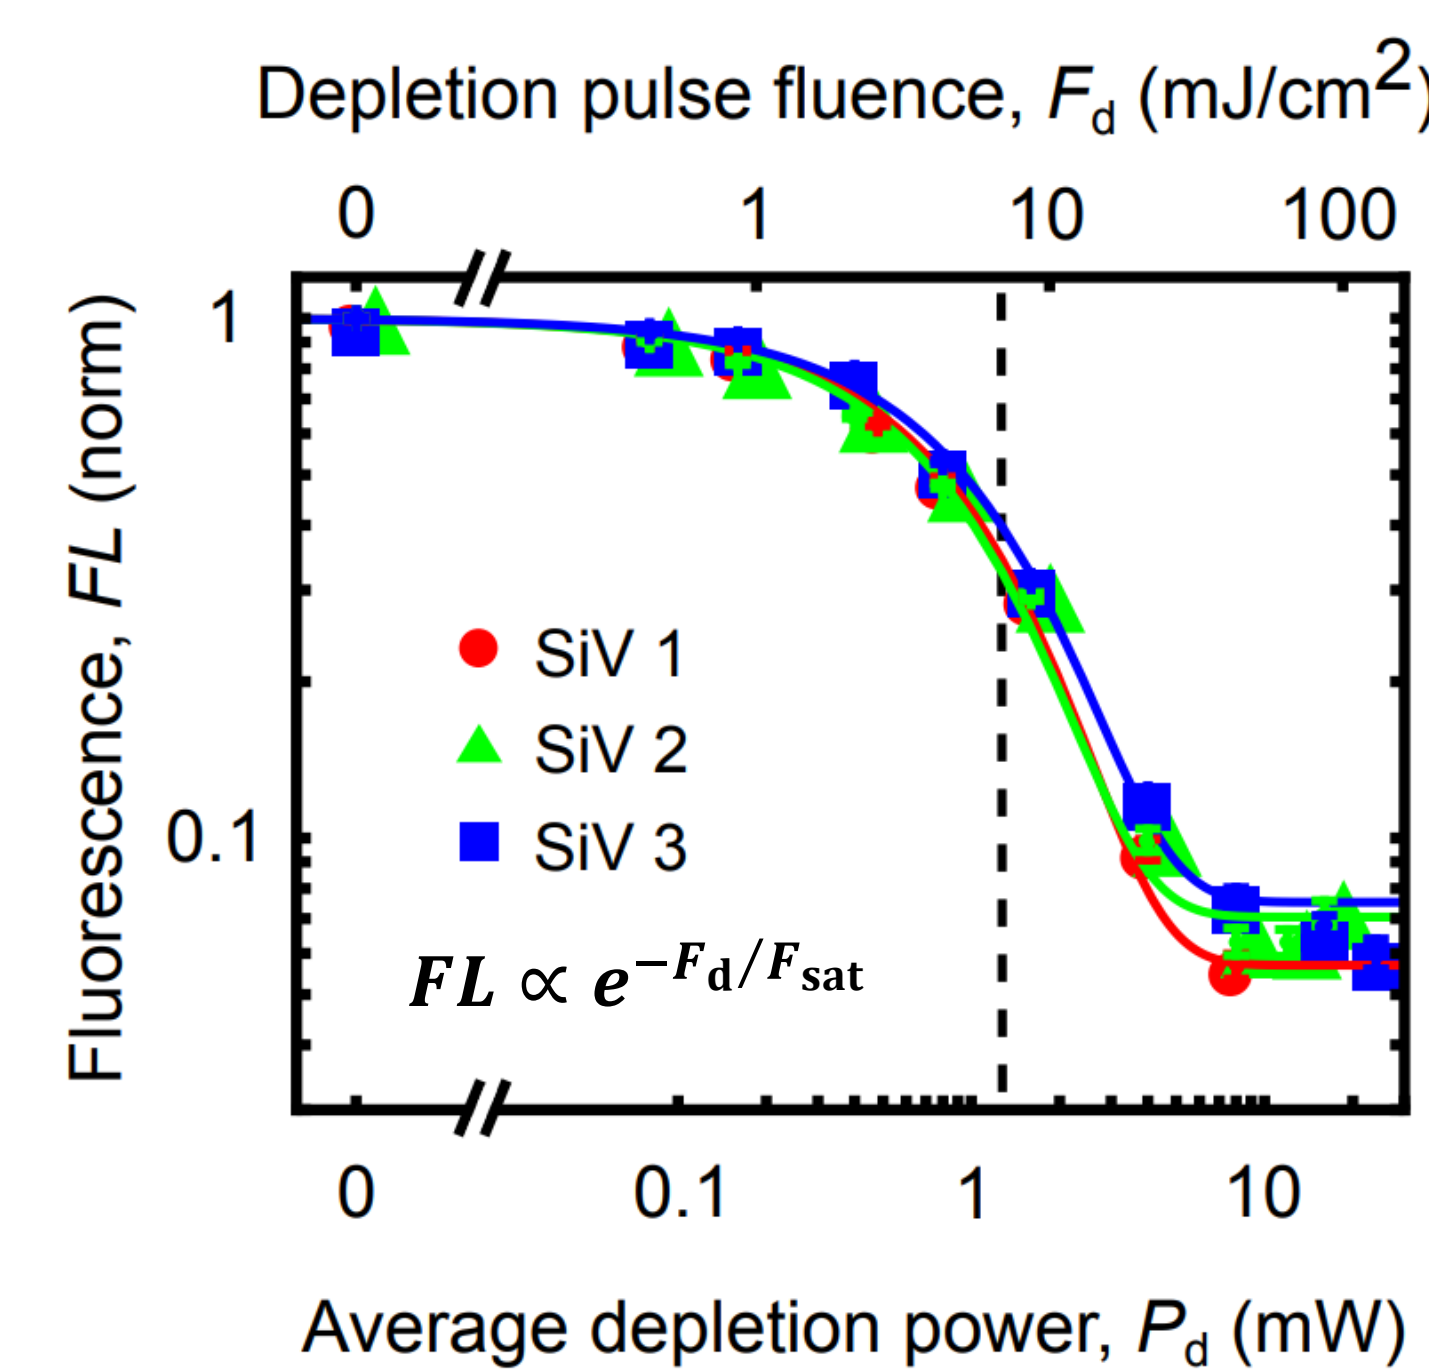 Depletion pulse fluence, Fd (mJ/cm2)
0 1 10 100
Fluorescence, FL (norm)
1
0.1
SiV 1
SiV 2
SiV 3
FL ∝ e−Fd/Fsat
0 0.1 1 10
Average depletion power, Pd (mW)